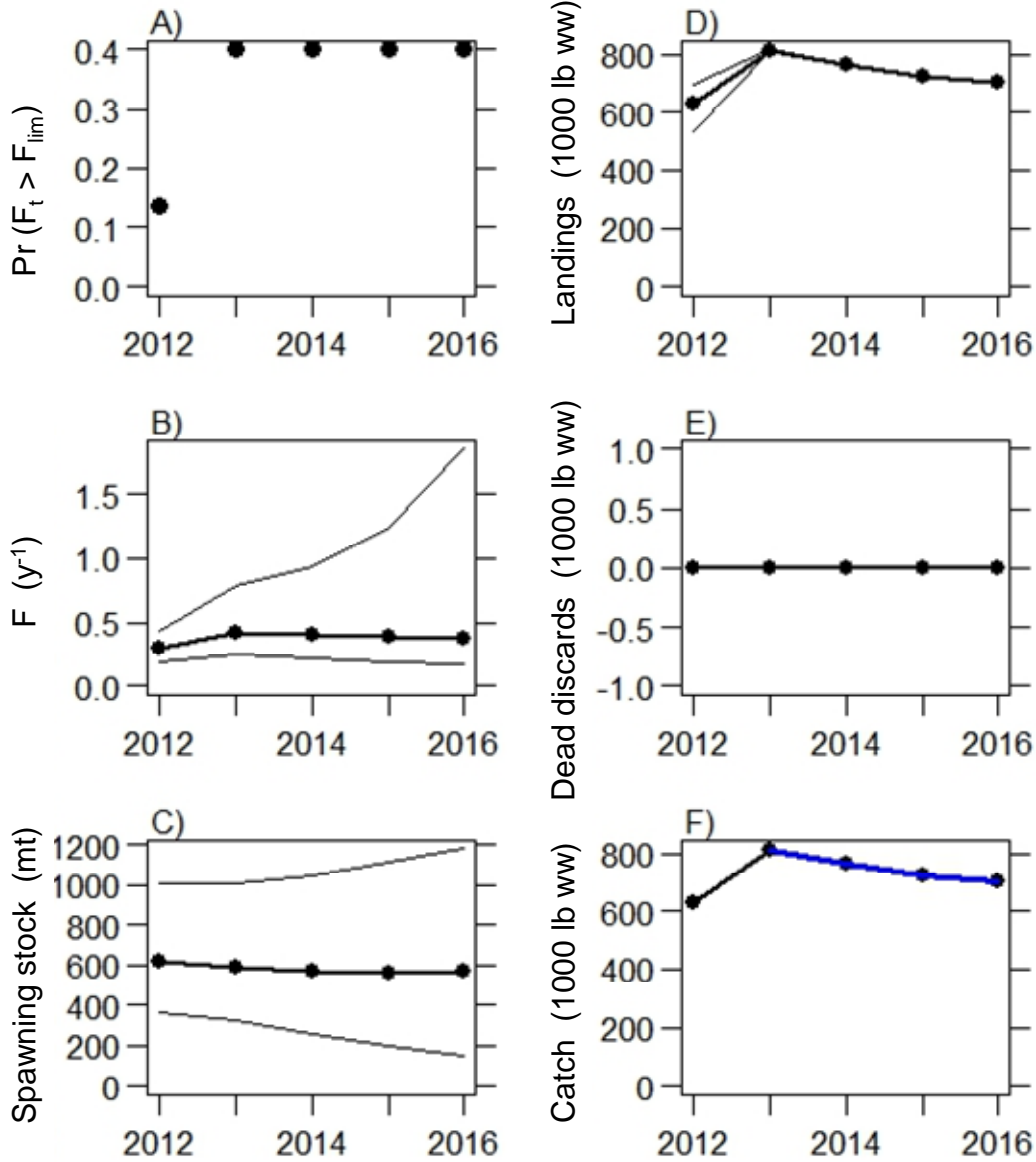 A)
Pr (Ft > Flim)
0.4
0.3
0.2
0.1
0.0
2012 2014 2016
D)
Landings (1000 lb ww)
800
600
400
200
0
2012 2014 2016
B)
F (y-1)
1.5
1.0
0.5
0.0
2012 2014 2016
E)
Dead discards (1000 lb ww)
1.0
0.5
0.0
-0.5
-1.0
2012 2014 2016
C)
Spawning stock (mt)
1200
1000
800
600
400
200
0
2012 2014 2016
F)
Catch (1000 lb ww)
800
600
400
200
0
2012 2014 2016